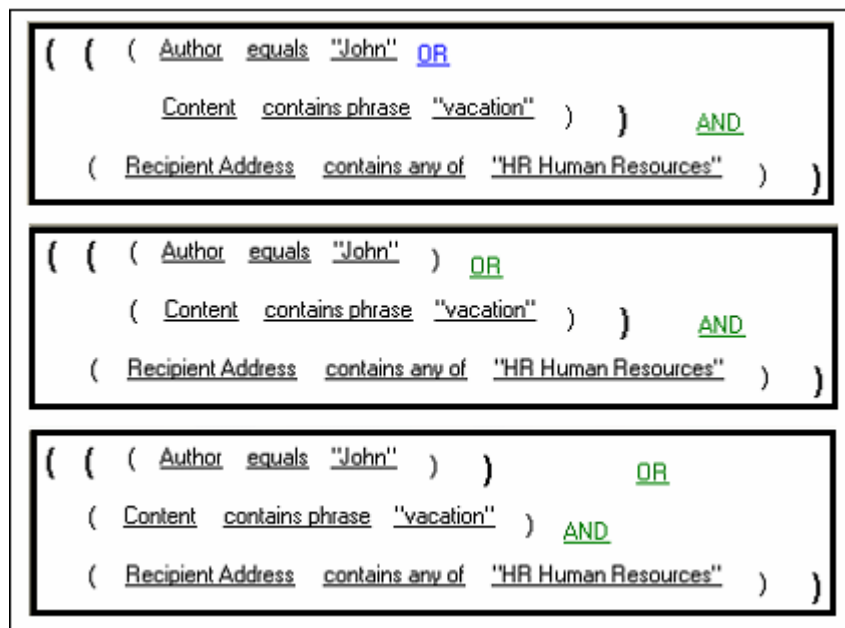 ( ( ( Author equals "John" OR
Content contains phrase "vacation" ) ) AND
( Recipient Address contains any of "HR Human Resources" ) )
( ( ( Author equals "John" ) OR
( Content contains phrase "vacation" ) ) AND
( Recipient Address contains any of "HR Human Resources" ) )
( ( ( Author equals "John" ) ) OR
( Content contains phrase "vacation" ) AND
( Recipient Address contains any of "HR Human Resources" ) )